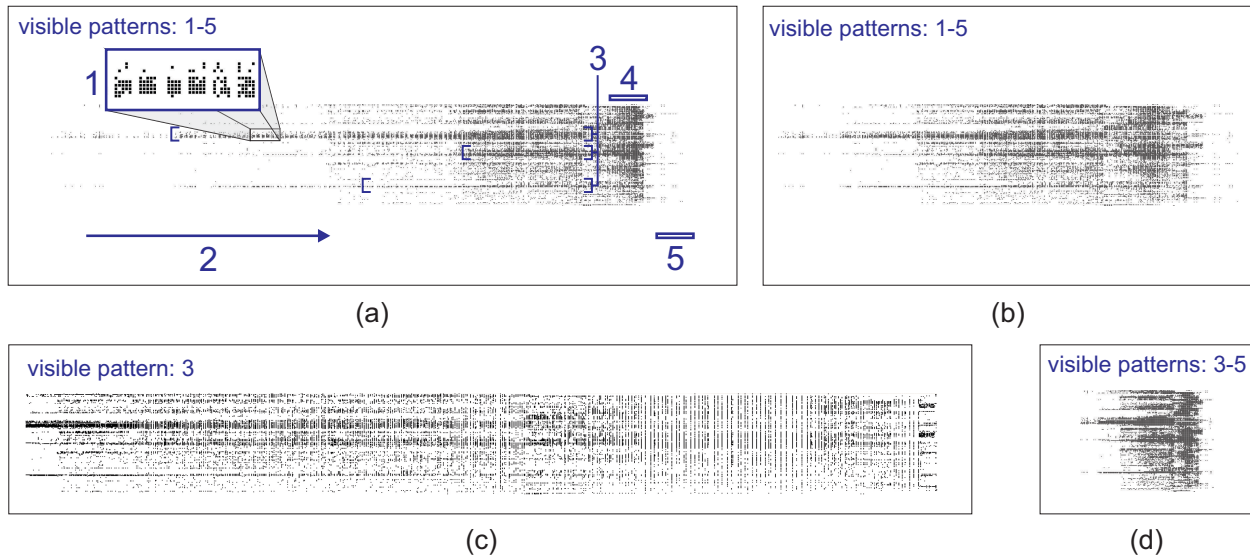 visible patterns: 1-5
1
2
3
4
5
(a)
visible patterns: 1-5
(b)
visible pattern: 3
(c)
visible patterns: 3-5
(d)